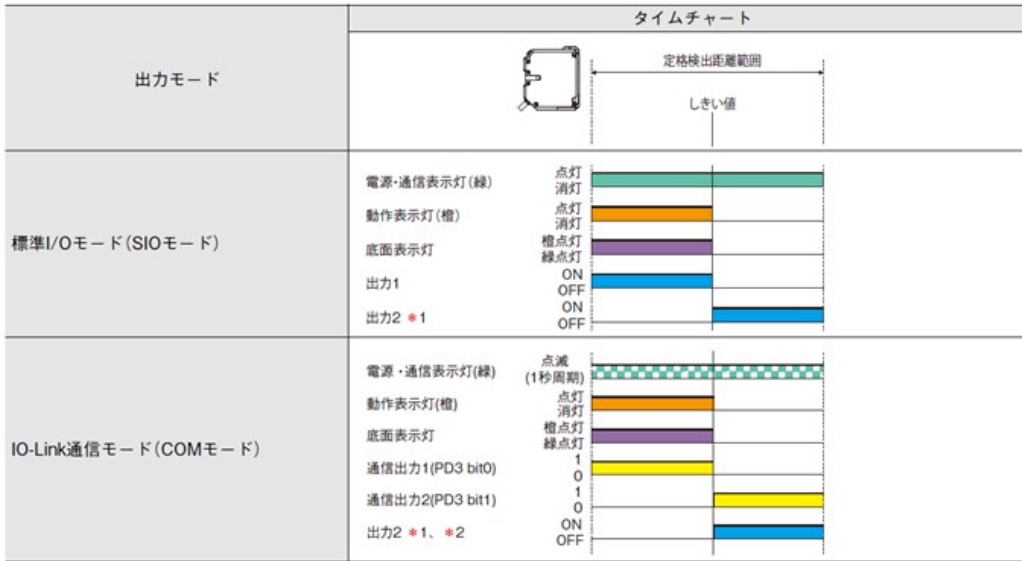 タイムチャート
出力モード
定格検出距離範囲
しきい値
標準I/Oモード(SIOモード)
電源・通信表示灯(緑)
点灯
消灯
動作表示灯(橙)
点灯
消灯
底面表示灯
橙点灯
緑点灯
出力1
ON
OFF
出力2 *1
ON
OFF
IO-Link通信モード(COMモード)
電源・通信表示灯(緑)
点滅
(1秒周期)
動作表示灯(橙)
点灯
消灯
底面表示灯
橙点灯
緑点灯
通信出力1(PD3 bit0)
1
0
通信出力2(PD3 bit1)
1
0
出力2 *1、*2
ON
OFF